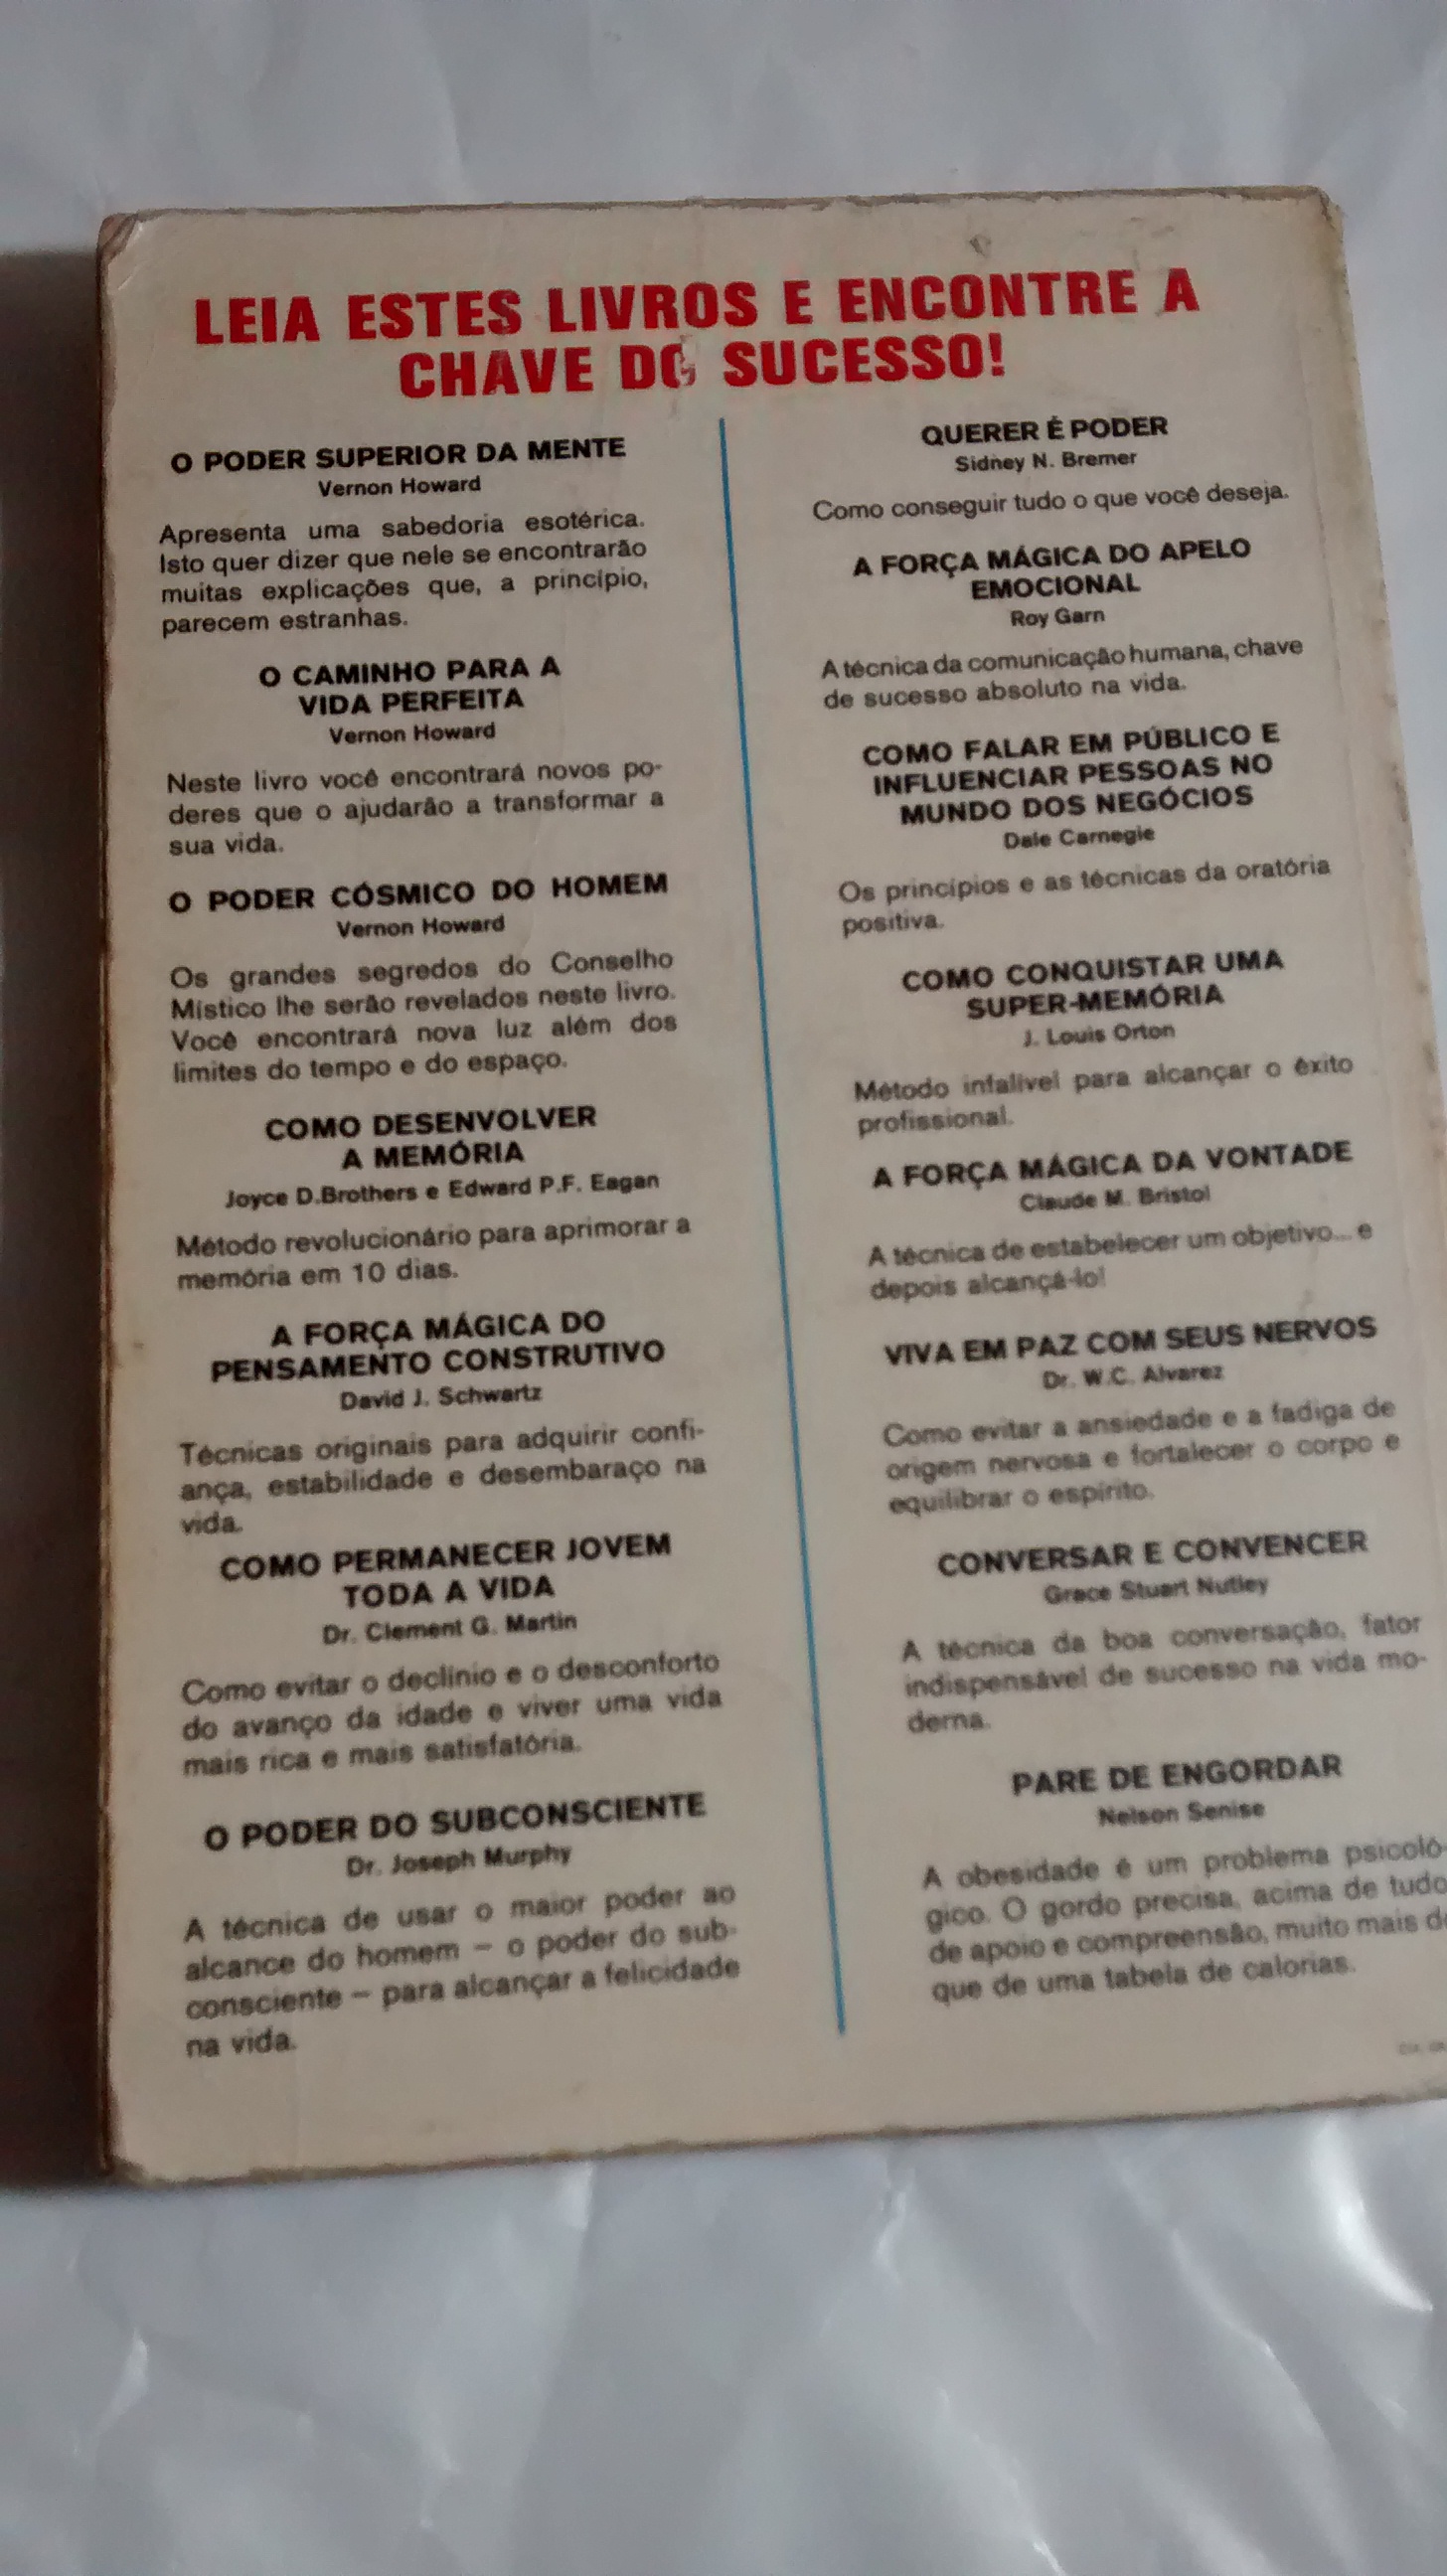 LEIA ESTES LIVROS E ENCONTRE A
CHAVE DO SUCESSO!
O PODER SUPERIOR DA MENTE
Vernon Howard
Apresenta uma sabedoria esotérica.
Isto quer dizer que nele se encontrarão
muitas explicações que, a princípio,
parecem estranhas.
O CAMINHO PARA A
VIDA PERFEITA
Vernon Howard
Neste livro você encontrará novos po-
deres que o ajudarão a transformar a
sua vida.
O PODER CÓSMICO DO HOMEM
Vernon Howard
Os grandes segredos do Conselho
Místico lhe serão revelados neste livro.
Você encontrará nova luz além dos
limites do tempo e do espaço.
COMO DESENVOLVER
A MEMÓRIA
Joyce D.Brothers e Edward P.F. Eagan
Método revolucionário para aprimorar a
memória em 10 dias.
A FORÇA MÁGICA DO
PENSAMENTO CONSTRUTIVO
David J. Schwartz
Técnicas originais para adquirir confi-
ança, estabilidade e desembaraço na
vida.
COMO PERMANECER JOVEM
TODA A VIDA
Dr. Clement G. Martin
Como evitar o declínio e o desconforto
do avanço da idade e viver uma vida
mais rica e mais satisfatória.
O PODER DO SUBCONSCIENTE
Dr. Joseph Murphy
A técnica de usar o maior poder ao
alcance do homem – o poder do sub-
consciente – para alcançar a felicidade
na vida.
QUERER É PODER
Sidney N. Bremer
Como conseguir tudo o que você deseja.
A FORÇA MÁGICA DO APELO
EMOCIONAL
Roy Garn
A técnica da comunicação humana, chave
de sucesso absoluto na vida.
COMO FALAR EM PÚBLICO E
INFLUENCIAR PESSOAS NO
MUNDO DOS NEGÓCIOS
Dale Carnegie
Os princípios e as técnicas da oratória
positiva.
COMO CONQUISTAR UMA
SUPER-MEMÓRIA
J. Louis Orton
Método infalível para alcançar o êxito
profissional.
A FORÇA MÁGICA DA VONTADE
Claude M. Bristol
A técnica de estabelecer um objetivo... e
depois alcançá-lo!
VIVA EM PAZ COM SEUS NERVOS
Dr. W.C. Alvarez
Como evitar a ansiedade e a fadiga de
origem nervosa e fortalecer o corpo e
equilibrar o espírito.
CONVERSAR E CONVENCER
Grace Stuart Nutley
A técnica da boa conversação, fator
indispensável de sucesso na vida mo-
derna.
PARE DE ENGORDAR
Nelson Senise
A obesidade é um problema psicoló-
gico. O gordo precisa, acima de tudo
de apoio e compreensão, muito mais do
que de uma tabela de calorias.